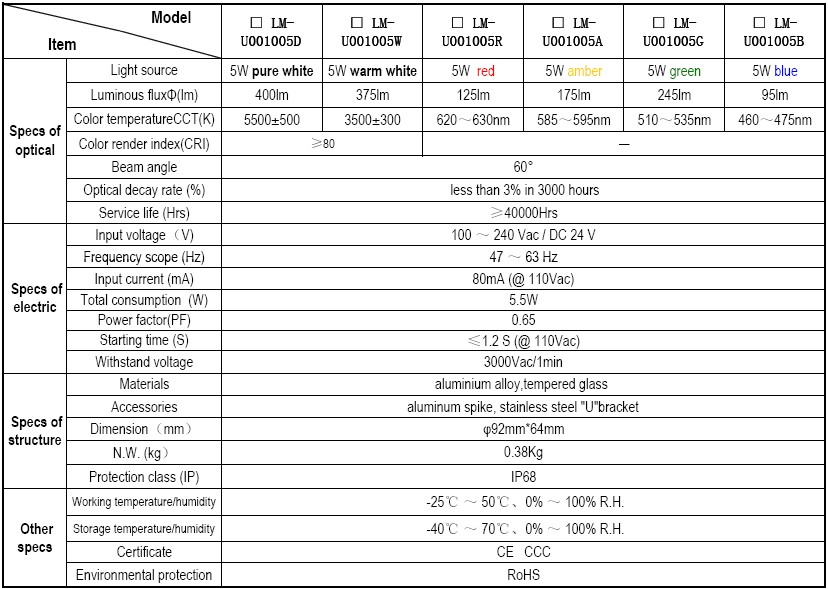 Model
Item
□ LM-U001005D □ LM-U001005W □ LM-U001005R □ LM-U001005A □ LM-U001005G □ LM-U001005B
Specs of optical
Light source 5W pure white 5W warm white 5W red 5W amber 5W green 5W blue
Luminous fluxΦ(lm) 400lm 375lm 125lm 175lm 245lm 95lm
Color temperatureCCT(K) 5500±500 3500±300 620～630nm 585～595nm 510～535nm 460～475nm
Color render index(CRI) ≥80 —
Beam angle 60°
Optical decay rate (%) less than 3% in 3000 hours
Service life (Hrs) ≥40000Hrs
Specs of electric
Input voltage（V) 100 ～ 240 Vac / DC 24 V
Frequency scope (Hz) 47 ～ 63 Hz
Input current (mA) 80mA (@ 110Vac)
Total consumption (W) 5.5W
Power factor(PF) 0.65
Starting time (S) ≤1.2 S (@ 110Vac)
Withstand voltage 3000Vac/1min
Specs of structure
Materials aluminium alloy,tempered glass
Accessories aluminum spike, stainless steel "U"bracket
Dimension（mm） φ92mm*64mm
N.W. (kg） 0.38Kg
Protection class (IP) IP68
Other specs
Working temperature/humidity -25℃ ～ 50℃、0% ～ 100% R.H.
Storage temperature/humidity -40℃ ～ 70℃、0% ～ 100% R.H.
Certificate CE CCC
Environmental protection RoHS